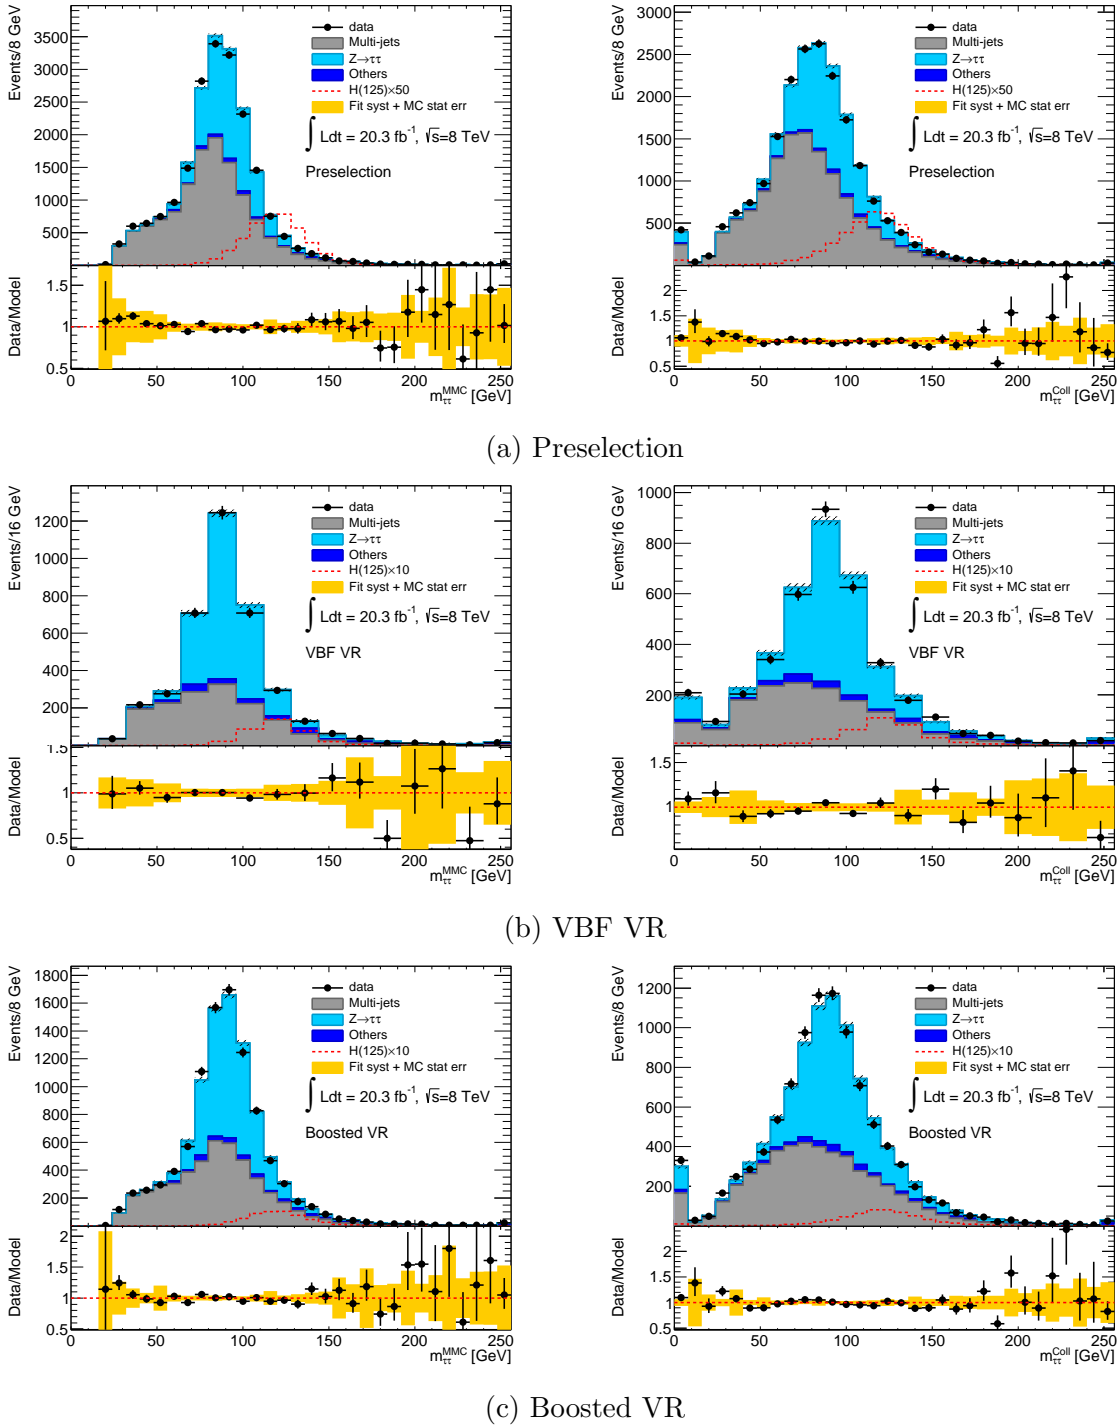 Events/8 GeV
3500
3000
2500
2000
1500
1000
500
data
Multi-jets
Z→ττ
Others
H(125)×50
Fit syst + MC stat err
∫ Ldt = 20.3 fb⁻¹, √s=8 TeV
Preselection
Data/Model
1.5
1
0.5
0 50 100 150 200 250
m_ττ^MMC [GeV]
Events/8 GeV
3000
2500
2000
1500
1000
500
data
Multi-jets
Z→ττ
Others
H(125)×50
Fit syst + MC stat err
∫ Ldt = 20.3 fb⁻¹, √s=8 TeV
Preselection
Data/Model
2
1.5
1
0.5
0 50 100 150 200 250
m_ττ^Coll [GeV]
(a) Preselection
Events/16 GeV
1200
1000
800
600
400
200
data
Multi-jets
Z→ττ
Others
H(125)×10
Fit syst + MC stat err
∫ Ldt = 20.3 fb⁻¹, √s=8 TeV
VBF VR
Data/Model
1.5
1
0.5
0 50 100 150 200 250
m_ττ^MMC [GeV]
Events/16 GeV
1000
800
600
400
200
data
Multi-jets
Z→ττ
Others
H(125)×10
Fit syst + MC stat err
∫ Ldt = 20.3 fb⁻¹, √s=8 TeV
VBF VR
Data/Model
1.5
1
0 50 100 150 200 250
m_ττ^Coll [GeV]
(b) VBF VR
Events/8 GeV
1800
1600
1400
1200
1000
800
600
400
200
data
Multi-jets
Z→ττ
Others
H(125)×10
Fit syst + MC stat err
∫ Ldt = 20.3 fb⁻¹, √s=8 TeV
Boosted VR
Data/Model
2
1.5
1
0.5
0 50 100 150 200 250
m_ττ^MMC [GeV]
Events/8 GeV
1200
1000
800
600
400
200
data
Multi-jets
Z→ττ
Others
H(125)×10
Fit syst + MC stat err
∫ Ldt = 20.3 fb⁻¹, √s=8 TeV
Boosted VR
Data/Model
2
1.5
1
0.5
0 50 100 150 200 250
m_ττ^Coll [GeV]
(c) Boosted VR